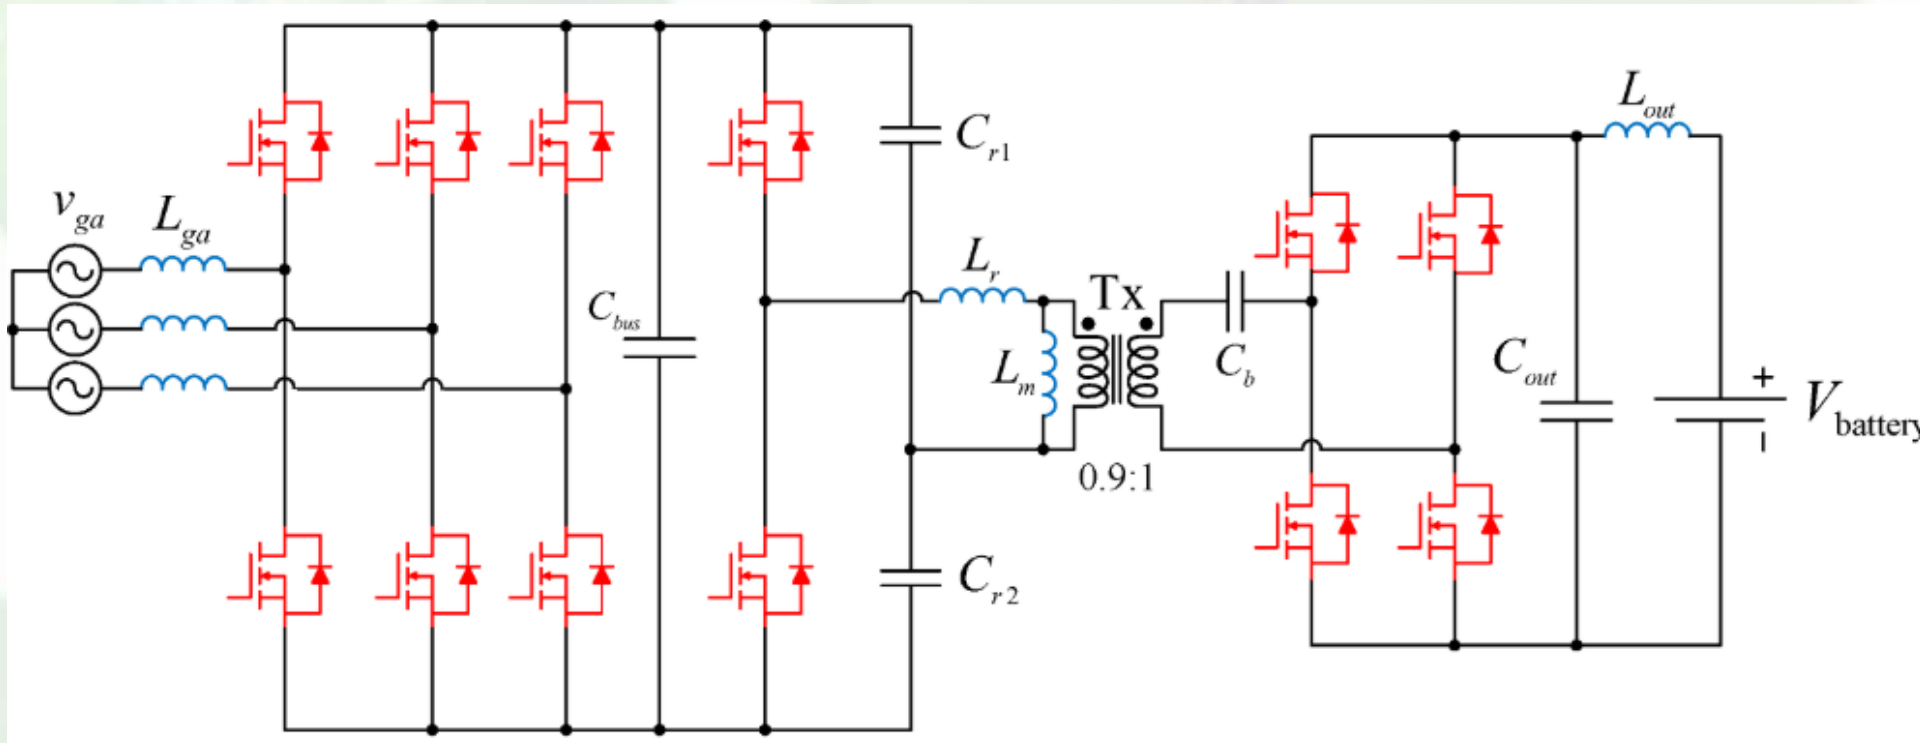 v_ga
L_ga
C_bus
C_r1
C_r2
L_r
L_m
Tx
0.9:1
C_b
L_out
C_out
+
V_battery